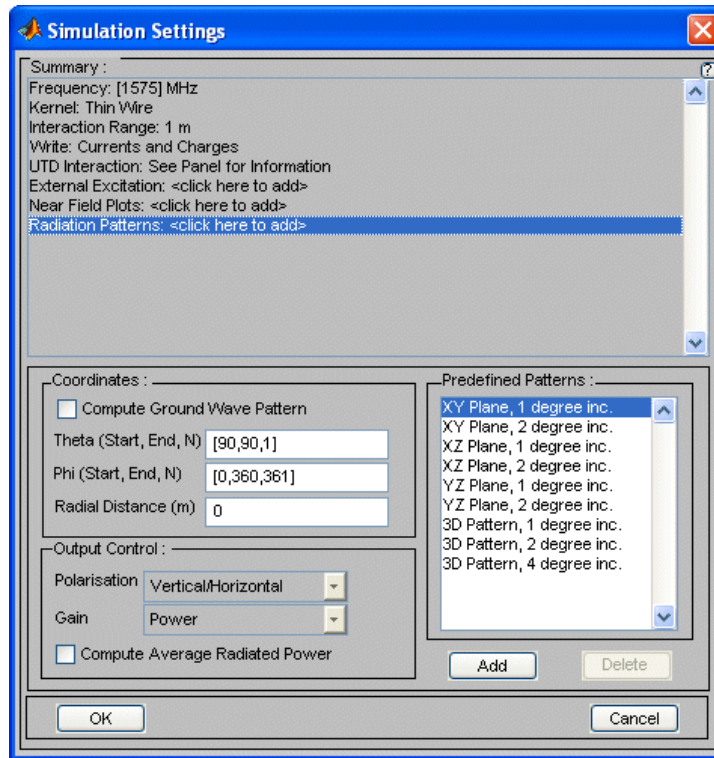 Simulation Settings
Summary :
?
Frequency: [1575] MHz
Kernel: Thin Wire
Interaction Range: 1 m
Write: Currents and Charges
UTD Interaction: See Panel for Information
External Excitation: <click here to add>
Near Field Plots: <click here to add>
Radiation Patterns: <click here to add>
Coordinates :
Compute Ground Wave Pattern
Theta (Start, End, N) [90,90,1]
Phi (Start, End, N) [0,360,361]
Radial Distance (m) 0
Output Control :
Polarisation Vertical/Horizontal
Gain Power
Compute Average Radiated Power
Predefined Patterns :
XY Plane, 1 degree inc.
XY Plane, 2 degree inc.
XZ Plane, 1 degree inc.
XZ Plane, 2 degree inc.
YZ Plane, 1 degree inc.
YZ Plane, 2 degree inc.
3D Pattern, 1 degree inc.
3D Pattern, 2 degree inc.
3D Pattern, 4 degree inc.
Add Delete
OK Cancel